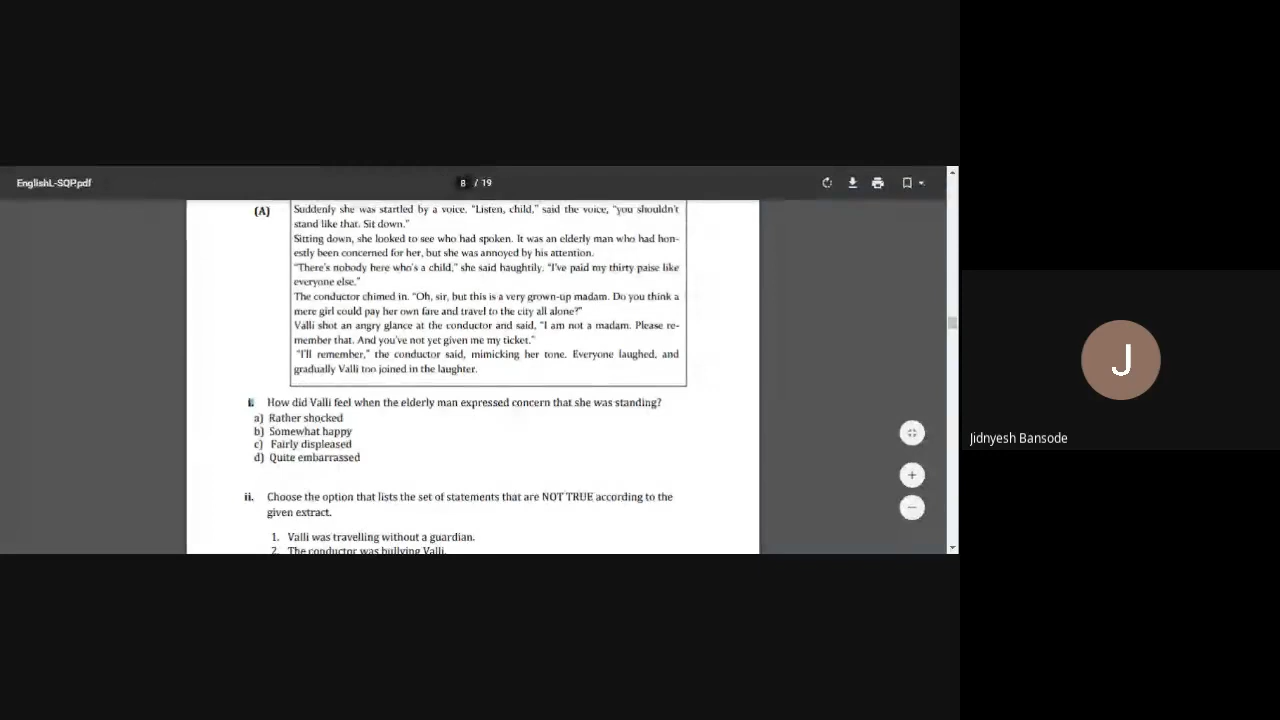 EnglishL-SQP.pdf
8 / 19
(A)
Suddenly she was startled by a voice. "Listen, child," said the voice, "you shouldn't
stand like that. Sit down."
Sitting down, she looked to see who had spoken. It was an elderly man who had hon-
estly been concerned for her, but she was annoyed by his attention.
"There's nobody here who's a child," she said haughtily. "I've paid my thirty paise like
everyone else."
The conductor chimed in. "Oh, sir, but this is a very grown-up madam. Do you think a
mere girl could pay her own fare and travel to the city all alone?"
Valli shot an angry glance at the conductor and said, "I am not a madam. Please re-
member that. And you've not yet given me my ticket."
"I'll remember," the conductor said, mimicking her tone. Everyone laughed, and
gradually Valli too joined in the laughter.
i. How did Valli feel when the elderly man expressed concern that she was standing?
a) Rather shocked
b) Somewhat happy
c) Fairly displeased
d) Quite embarrassed
ii. Choose the option that lists the set of statements that are NOT TRUE according to the
given extract.
1. Valli was travelling without a guardian.
2. The conductor was bullying Valli.
J
Jidnyesh Bansode